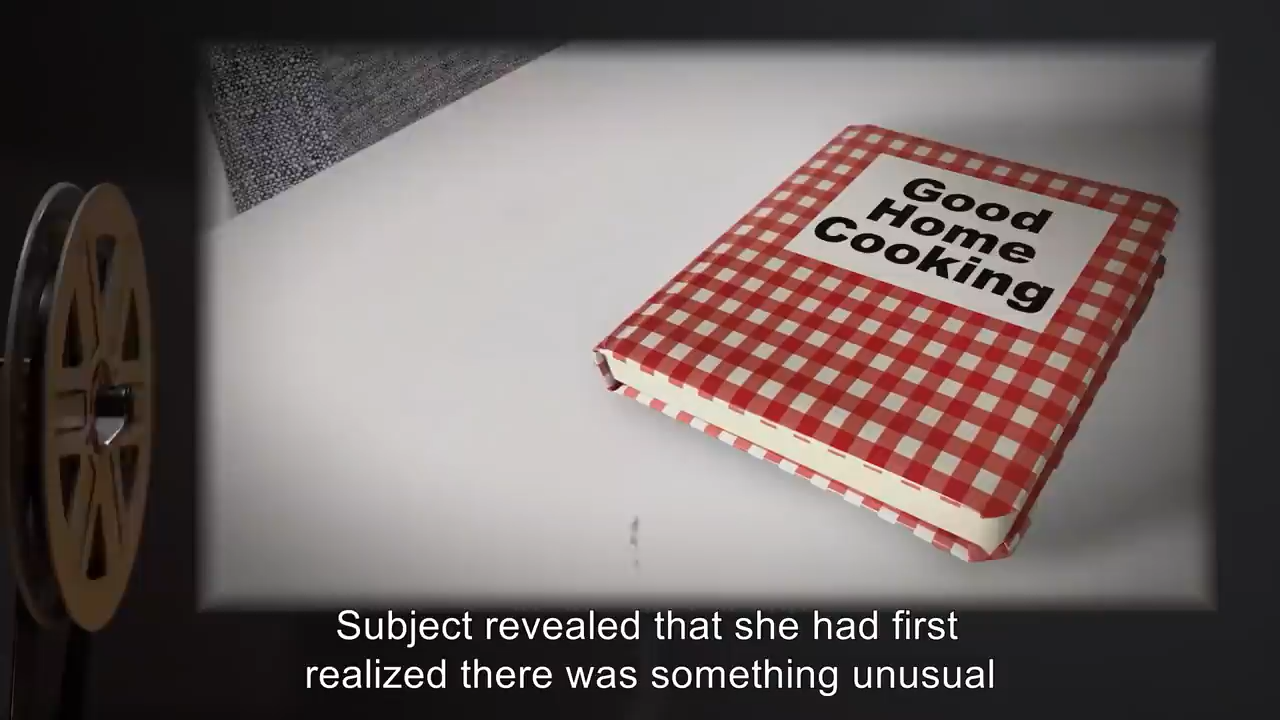 Good
Home
Cooking
Subject revealed that she had first
realized there was something unusual